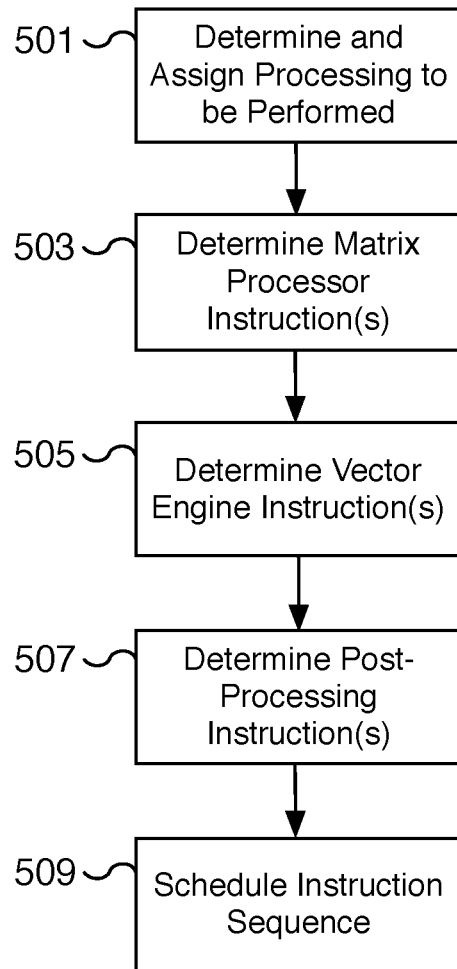 501
Determine and
Assign Processing to
be Performed
503
Determine Matrix
Processor
Instruction(s)
505
Determine Vector
Engine Instruction(s)
507
Determine Post-
Processing
Instruction(s)
509
Schedule Instruction
Sequence